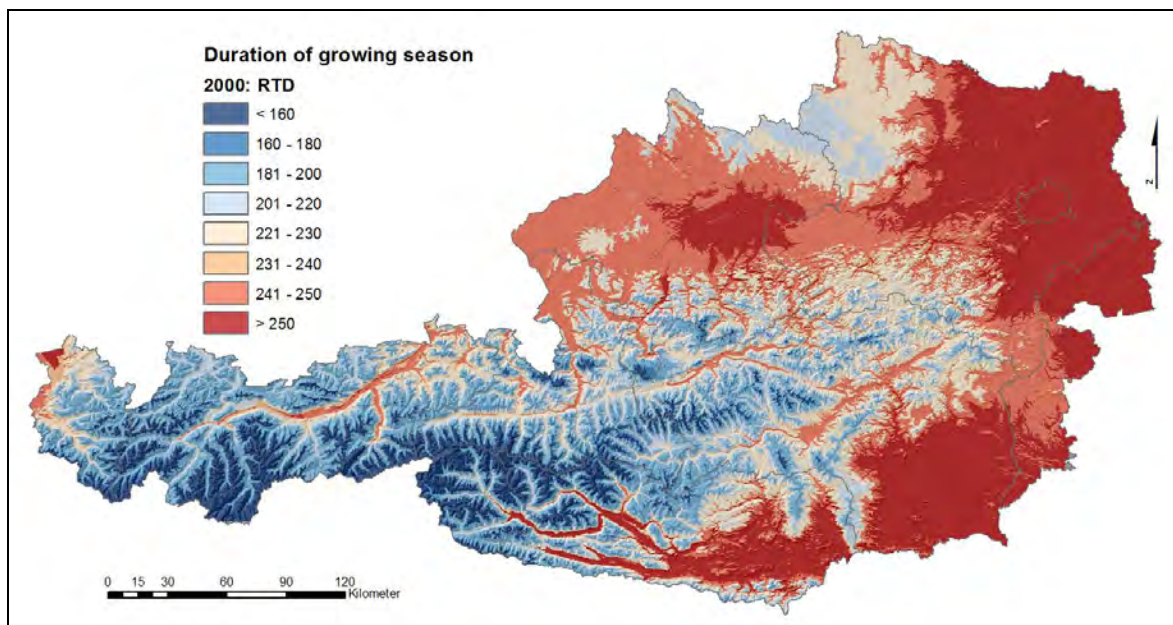 Duration of growing season
2000: RTD
< 160
160 - 180
181 - 200
201 - 220
221 - 230
231 - 240
241 - 250
> 250
N
0 15 30 60 90 120
Kilometer